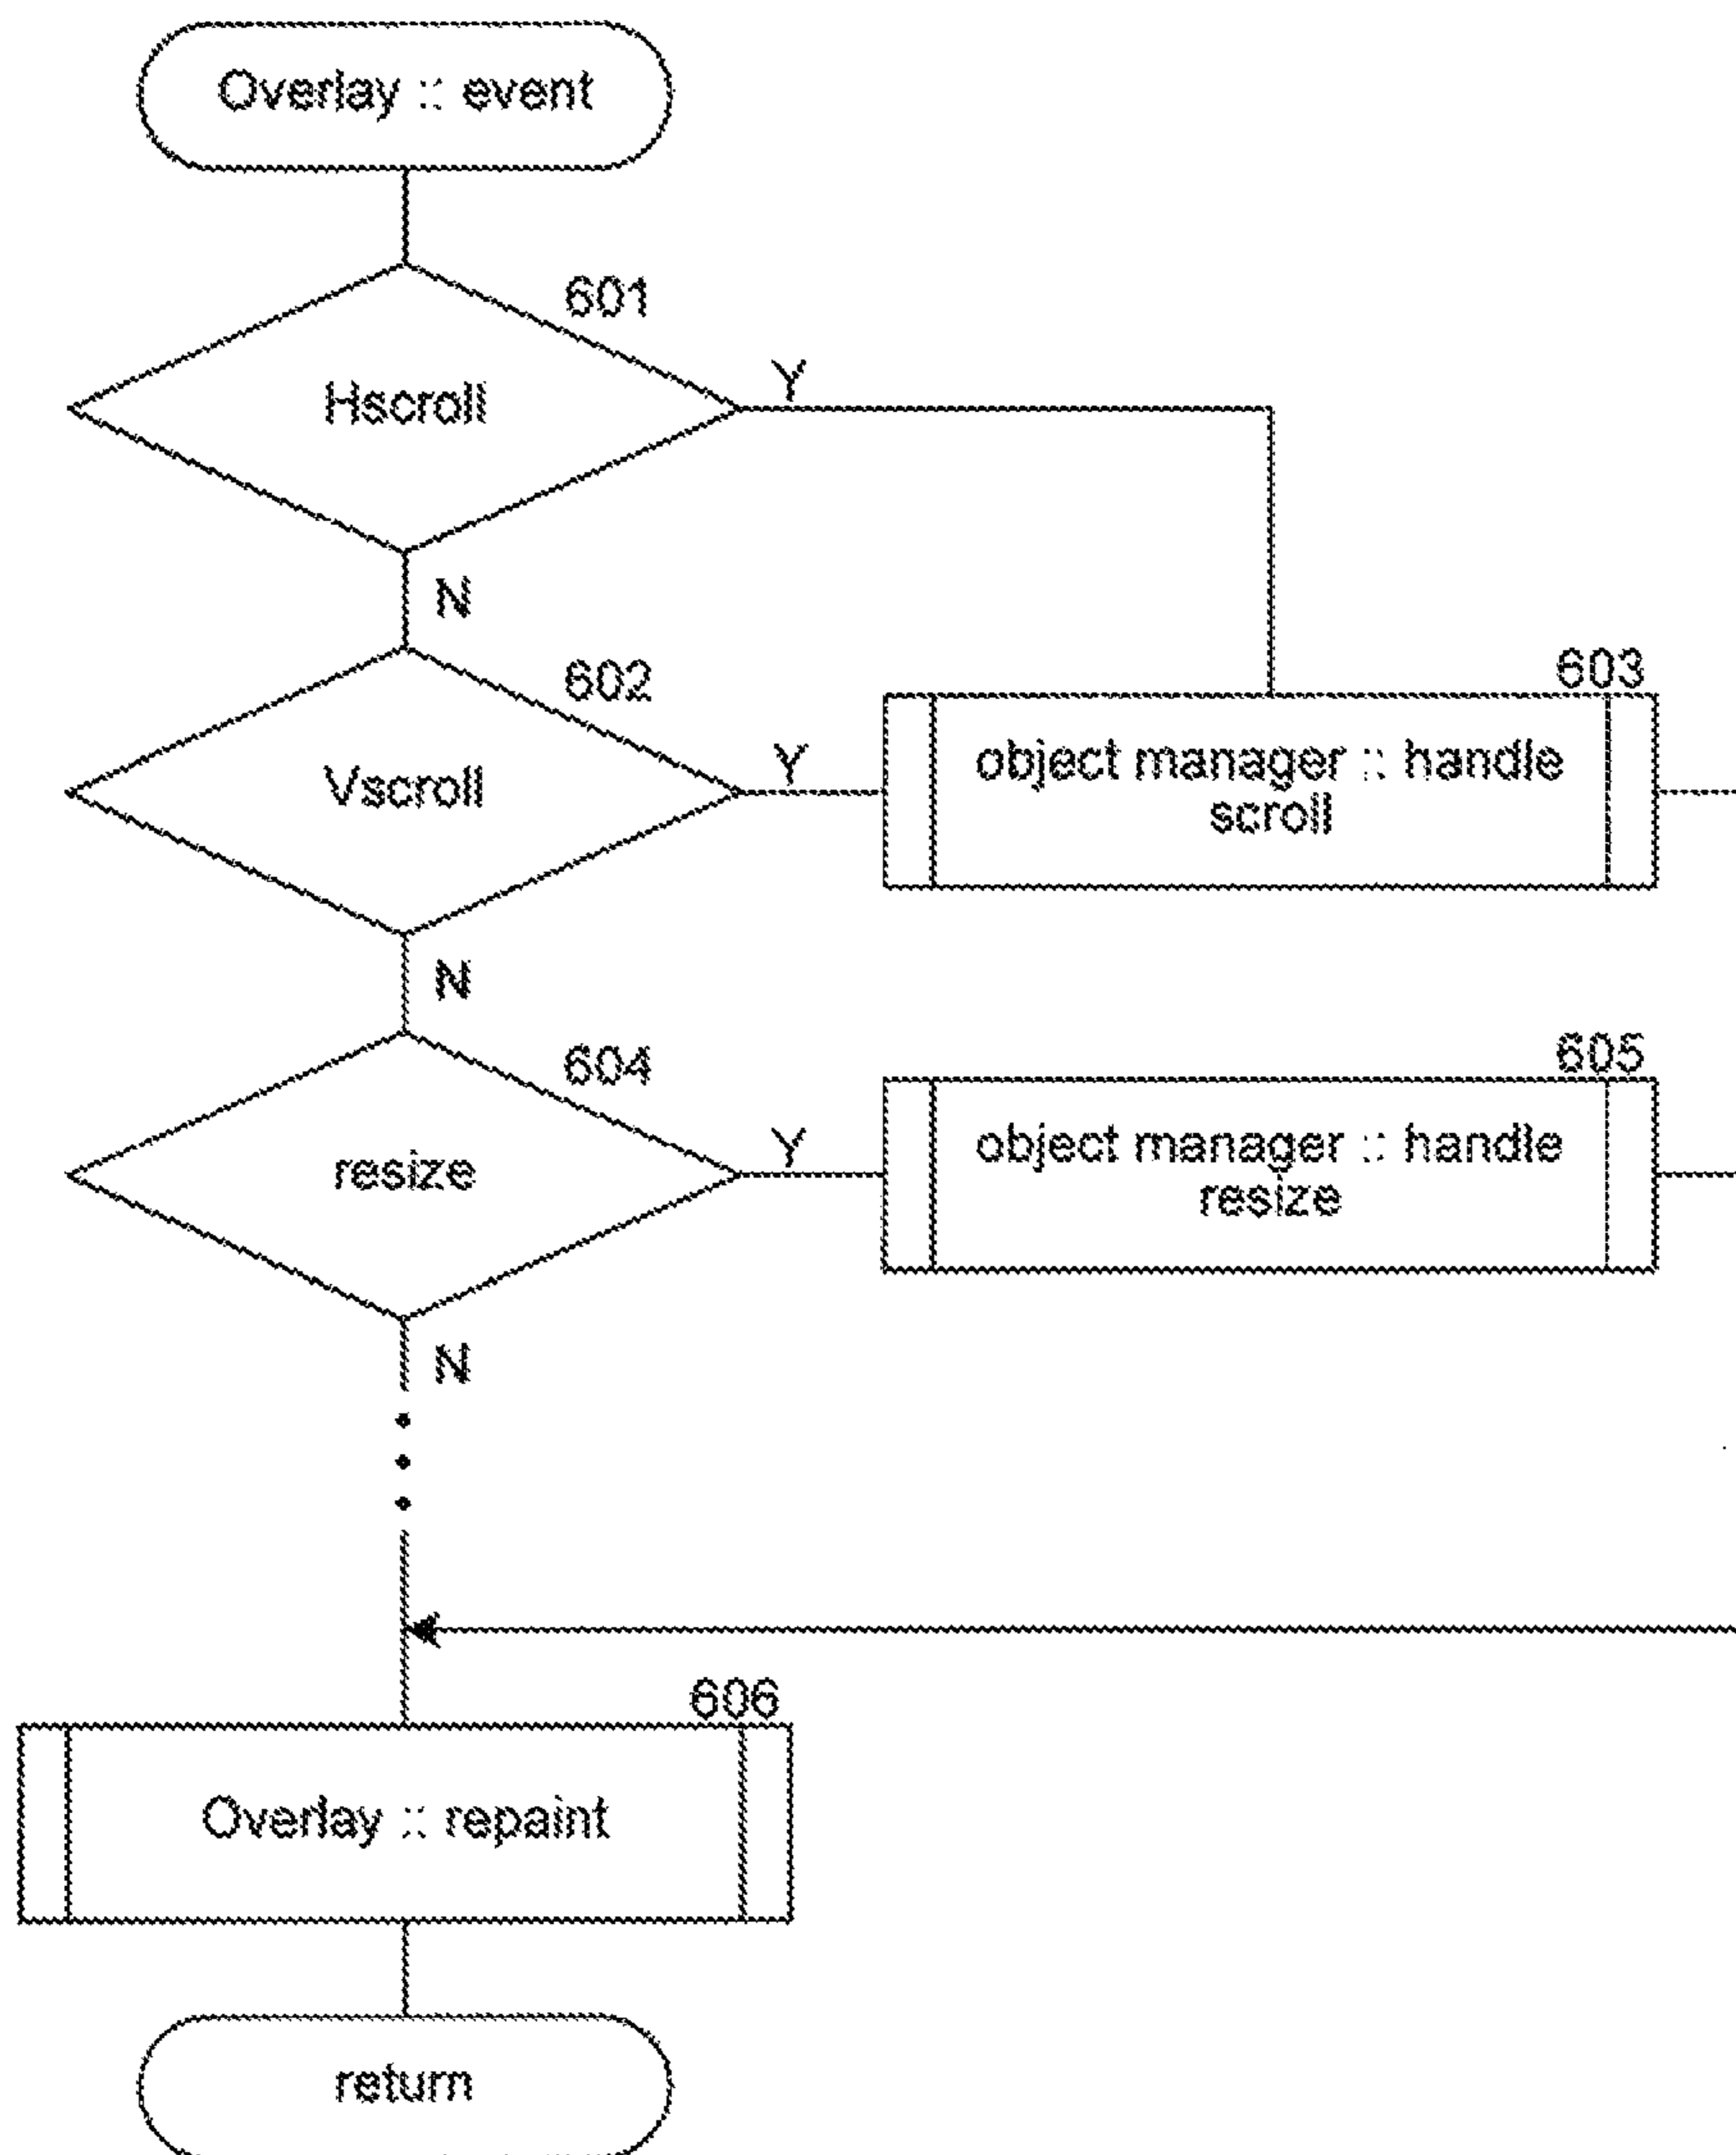 Overlay :: event
601
Hscroll
Y
N
602
Vscroll
Y
603
object manager :: handle
scroll
N
604
resize
Y
605
object manager :: handle
resize
N
606
Overlay :: repaint
return